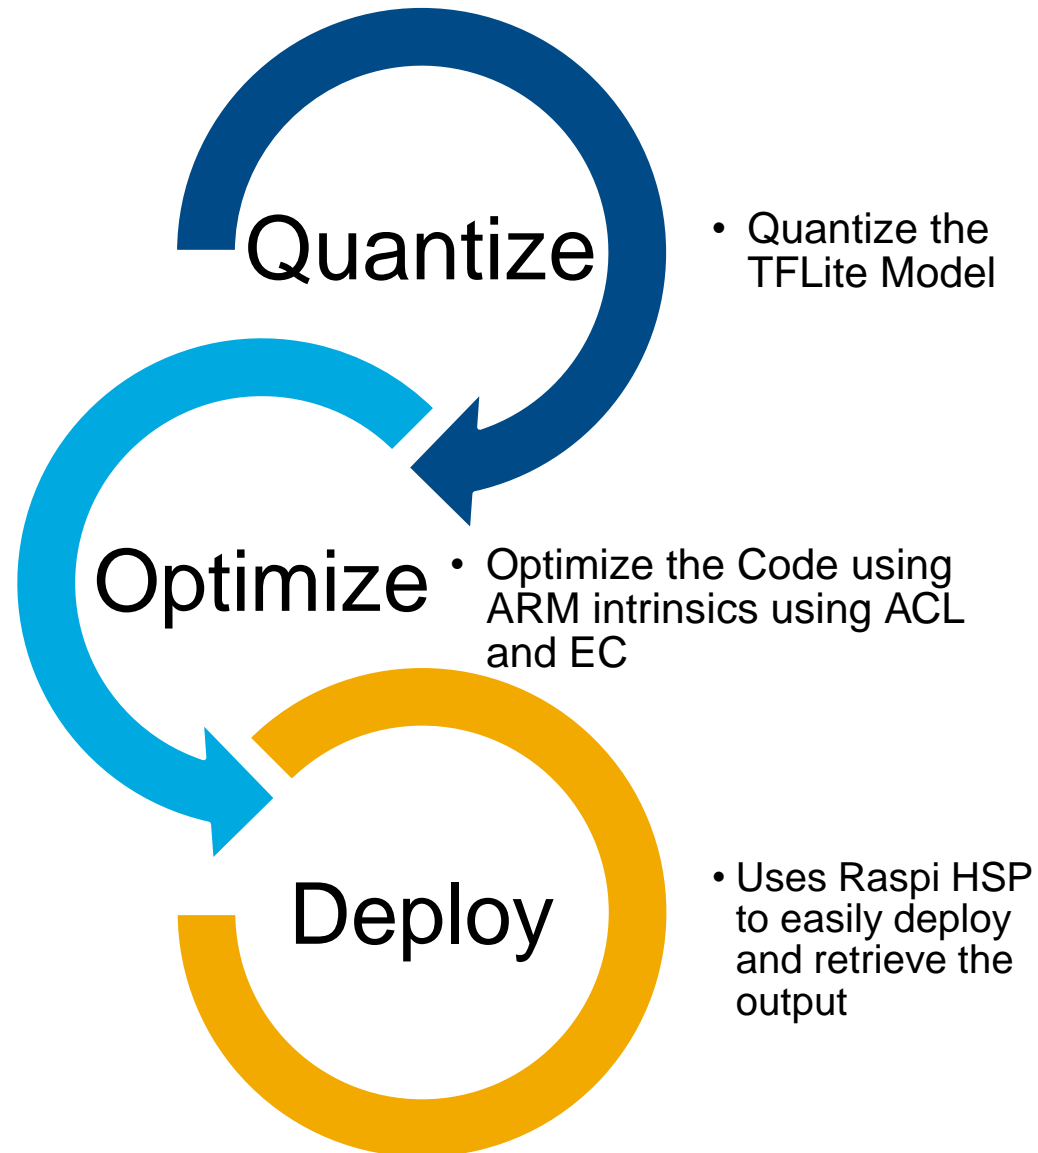 Quantize
• Quantize the
TFLite Model
Optimize
• Optimize the Code using
ARM intrinsics using ACL
and EC
Deploy
• Uses Raspi HSP
to easily deploy
and retrieve the
output